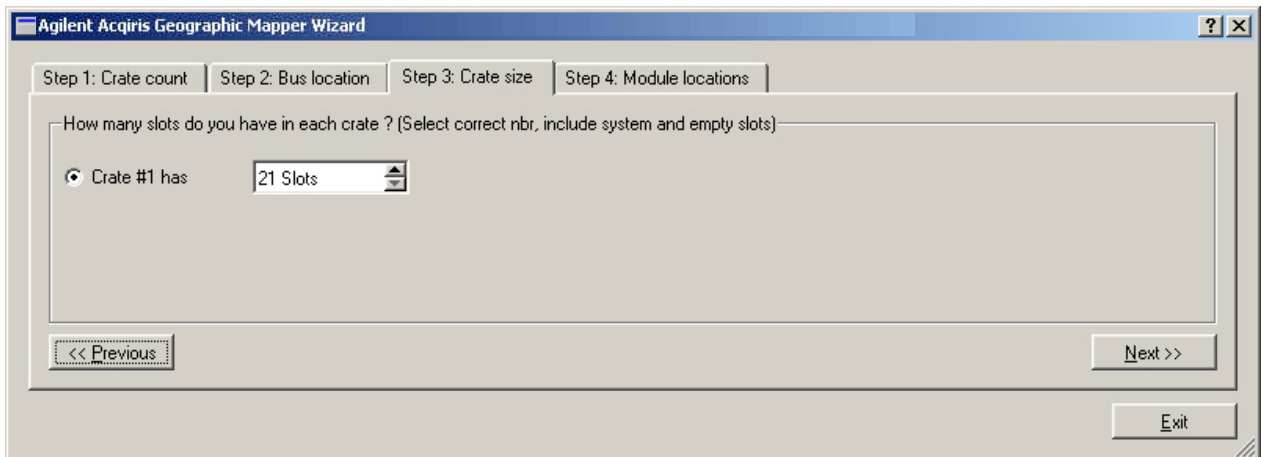 Agilent Acqiris Geographic Mapper Wizard
Step 1: Crate count Step 2: Bus location Step 3: Crate size Step 4: Module locations
How many slots do you have in each crate ? (Select correct nbr, include system and empty slots)
Crate #1 has 21 Slots
<< Previous Next >>
Exit